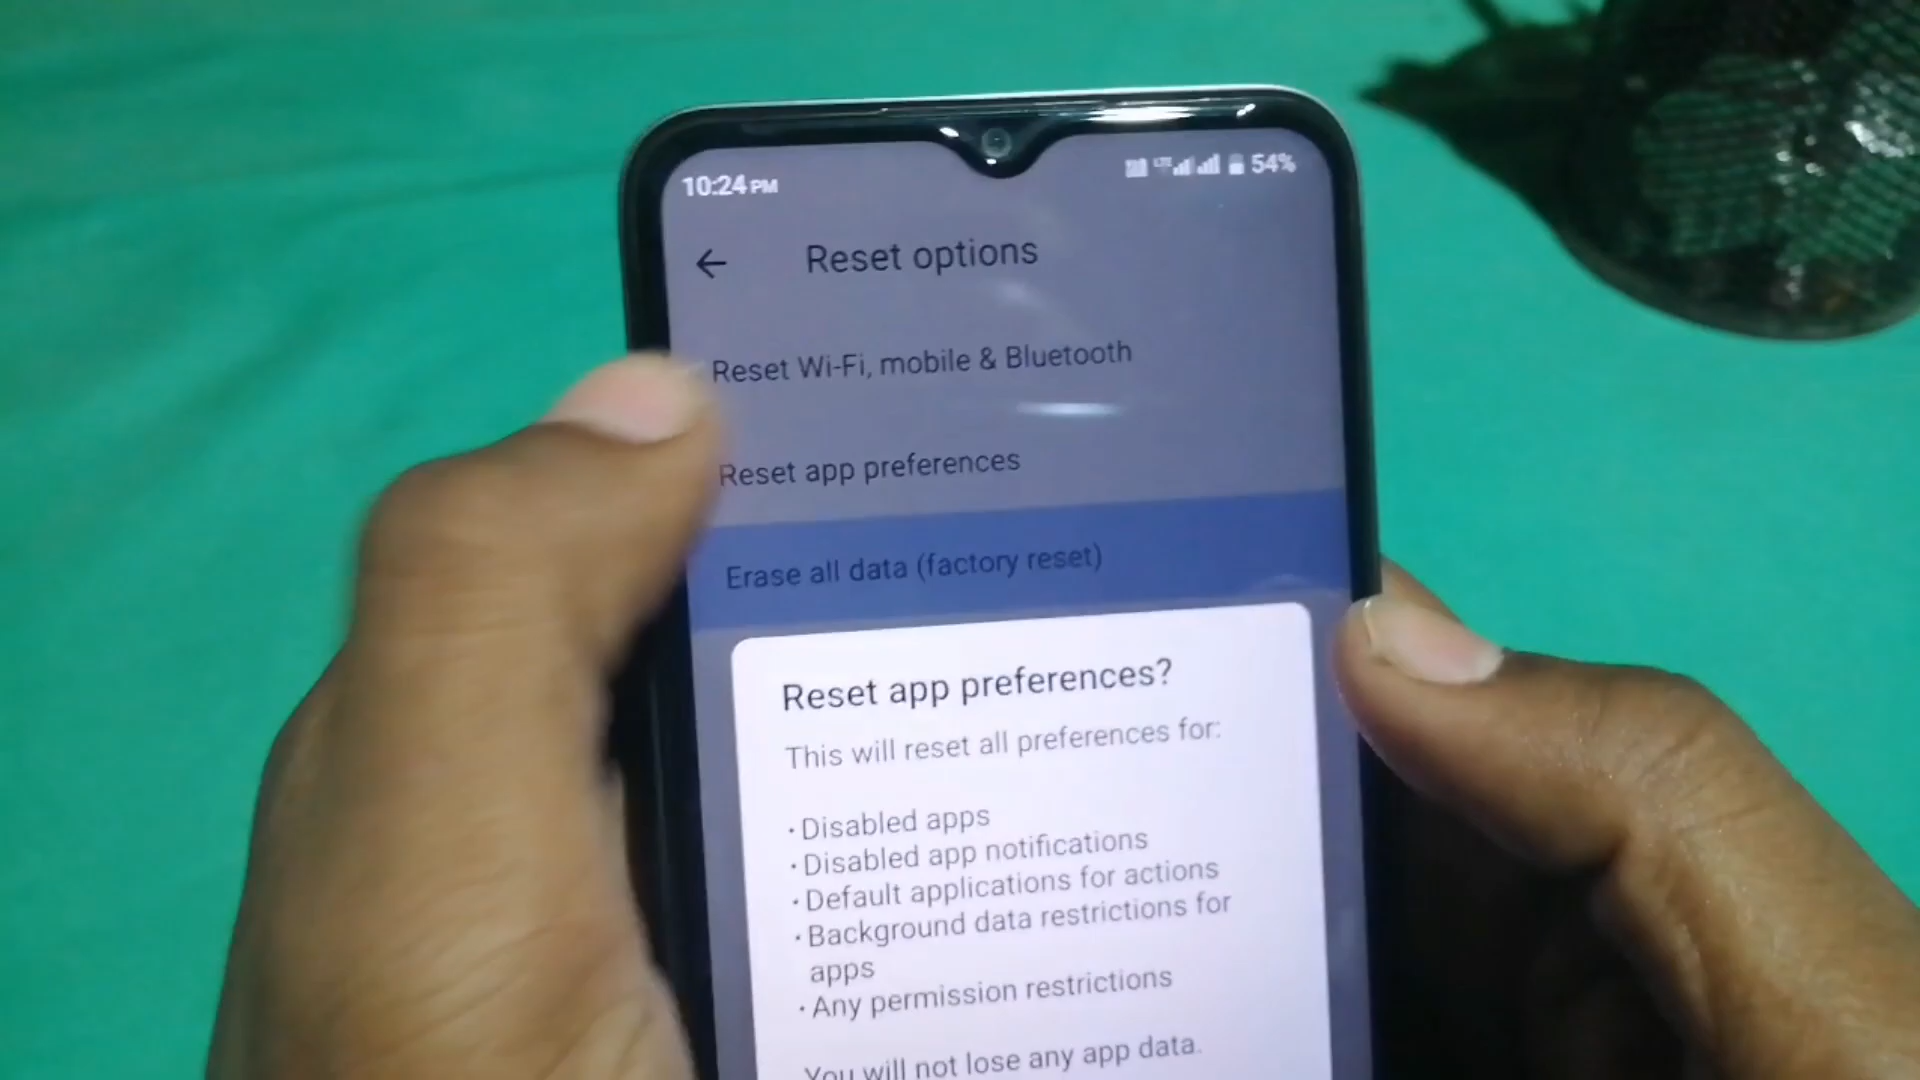 10:24 PM
LTE 54%
Reset options
Reset Wi-Fi, mobile & Bluetooth
Reset app preferences
Erase all data (factory reset)
Reset app preferences?
This will reset all preferences for:
• Disabled apps
• Disabled app notifications
• Default applications for actions
• Background data restrictions for
apps
• Any permission restrictions
You will not lose any app data.